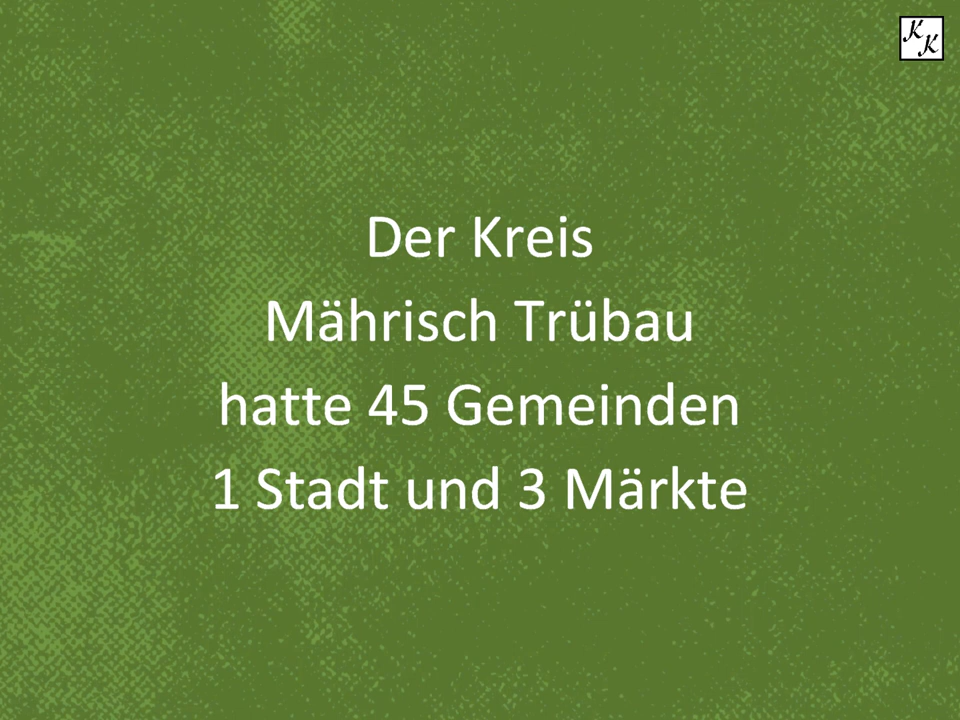 K
K
Der Kreis
Mährisch Trübau
hatte 45 Gemeinden
1 Stadt und 3 Märkte